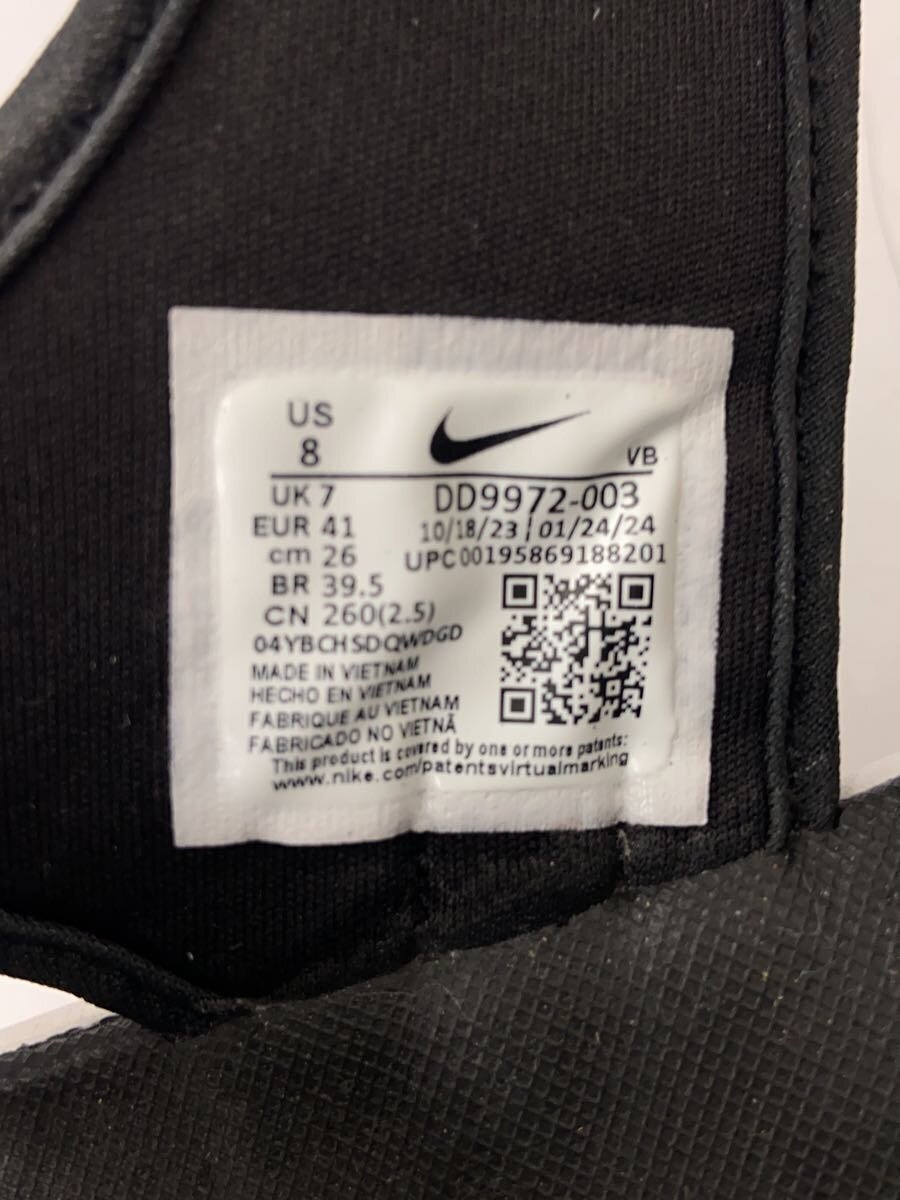 US
8
VB
UK 7
DD9972-003
EUR 41
10/18/23 | 01/24/24
cm 26
UPC00195869188201
BR 39.5
CN 260(2.5)
04YBCHSDQWDGD
MADE IN VIETNAM
HECHO EN VIETNAM
FABRIQUE AU VIETNAM
FABRICADO NO VIETNÃ
This product is covered by one or more patents:
www.nike.com/patentsvirtualmarking